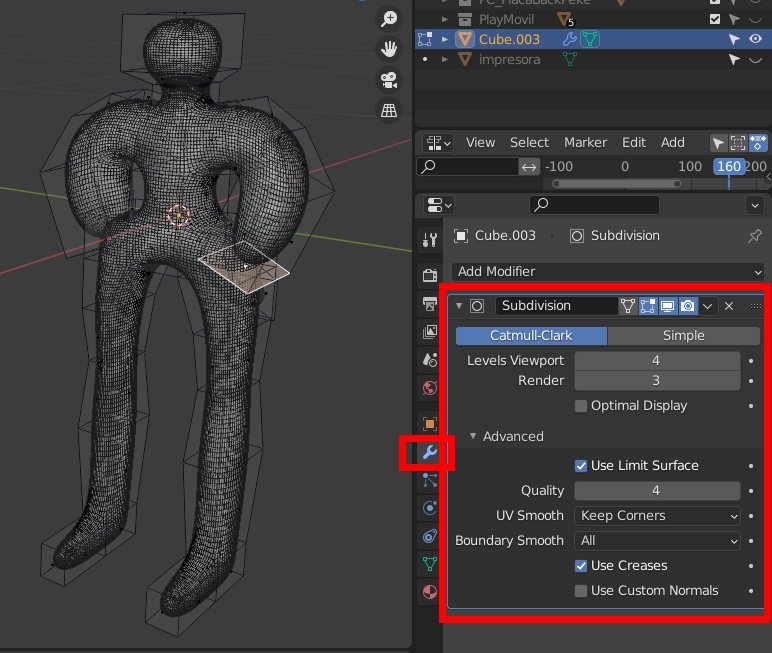 FC_PlacaBackPeke
PlayMovil
5
Cube.003
impresora
View Select Marker Edit Add
-100 0 100 160 200
Cube.003 Subdivision
Add Modifier
Subdivision
Catmull-Clark Simple
Levels Viewport 4
Render 3
Optimal Display
Advanced
Use Limit Surface
Quality 4
UV Smooth Keep Corners
Boundary Smooth All
Use Creases
Use Custom Normals